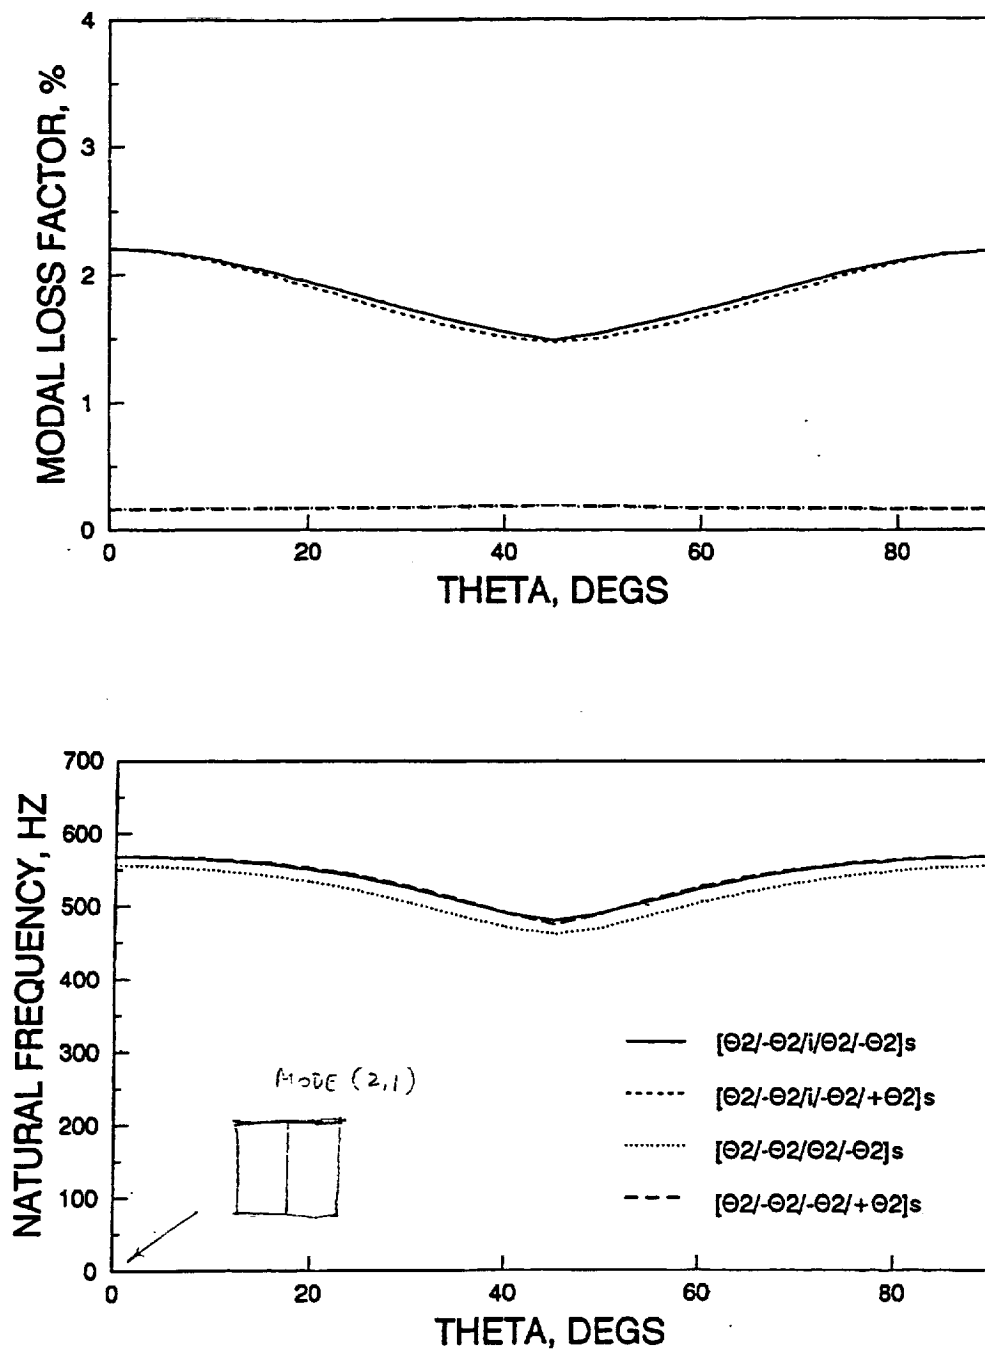 4
3
2
1
0
MODAL LOSS FACTOR, %
0 20 40 60 80
THETA, DEGS
700
600
500
400
300
200
100
0
NATURAL FREQUENCY, HZ
[Θ2/-Θ2/i/Θ2/-Θ2]s
[Θ2/-Θ2/i/-Θ2/+Θ2]s
[Θ2/-Θ2/Θ2/-Θ2]s
[Θ2/-Θ2/-Θ2/+Θ2]s
MODE (2,1)
0 20 40 60 80
THETA, DEGS